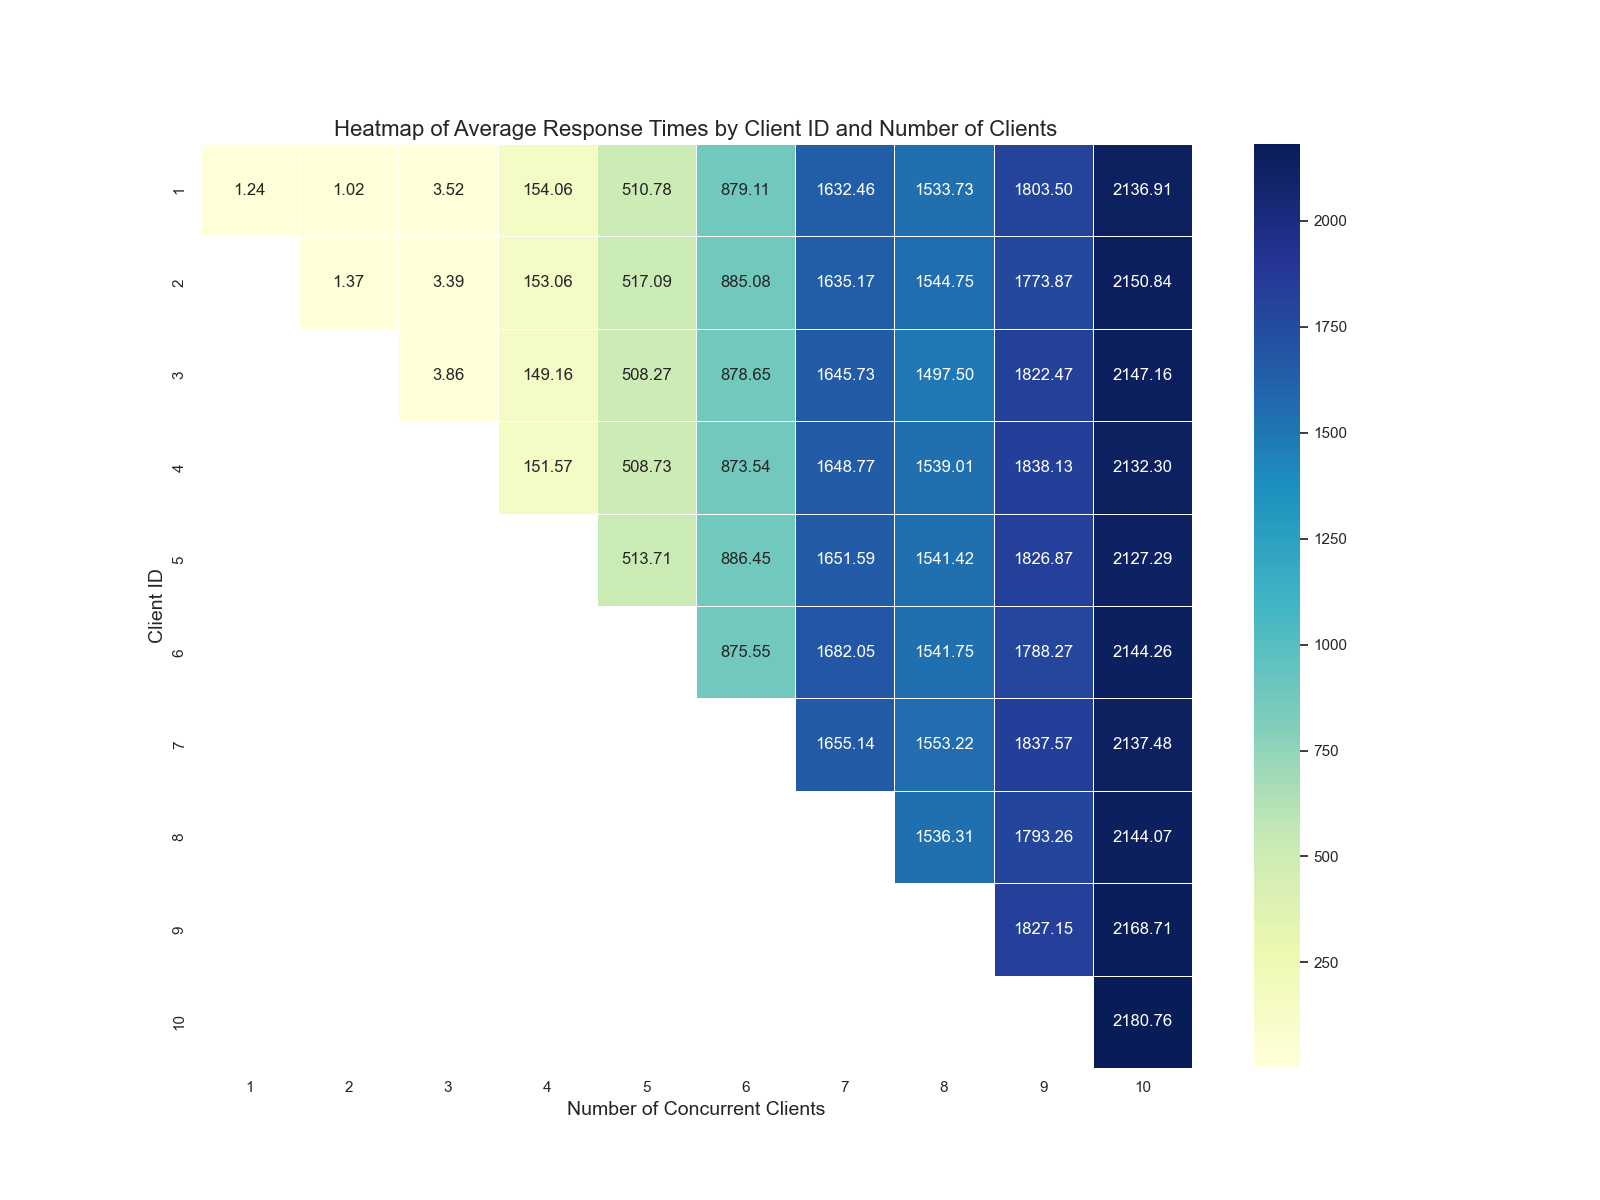 Heatmap of Average Response Times by Client ID and Number of Clients
1 1.24 1.02 3.52 154.06 510.78 879.11 1632.46 1533.73 1803.50 2136.91
2 1.37 3.39 153.06 517.09 885.08 1635.17 1544.75 1773.87 2150.84
3 3.86 149.16 508.27 878.65 1645.73 1497.50 1822.47 2147.16
4 151.57 508.73 873.54 1648.77 1539.01 1838.13 2132.30
5 513.71 886.45 1651.59 1541.42 1826.87 2127.29
6 875.55 1682.05 1541.75 1788.27 2144.26
7 1655.14 1553.22 1837.57 2137.48
8 1536.31 1793.26 2144.07
9 1827.15 2168.71
10 2180.76
Client ID
1 2 3 4 5 6 7 8 9 10
Number of Concurrent Clients
2000
1750
1500
1250
1000
750
500
250